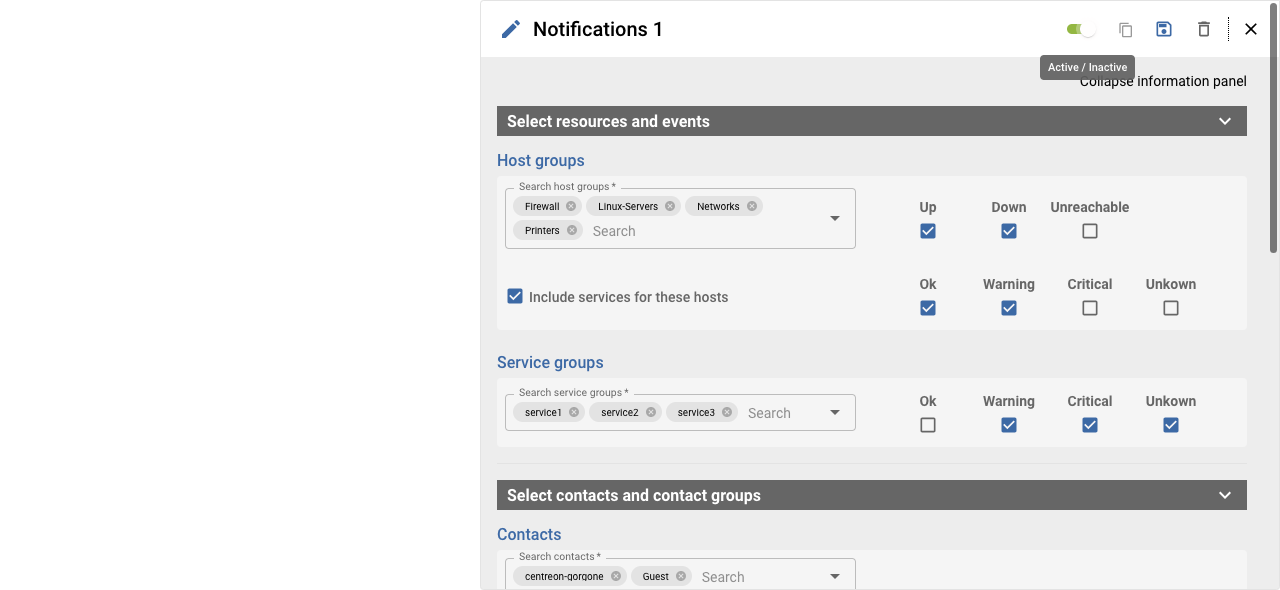 Notifications 1
Active / Inactive
Collapse information panel
Select resources and events
Host groups
Search host groups *
Firewall Linux-Servers Networks
Printers Search
Up Down Unreachable
Include services for these hosts
Ok Warning Critical Unkown
Service groups
Search service groups *
service1 service2 service3 Search
Ok Warning Critical Unkown
Select contacts and contact groups
Contacts
Search contacts *
centreon-gorgone Guest Search